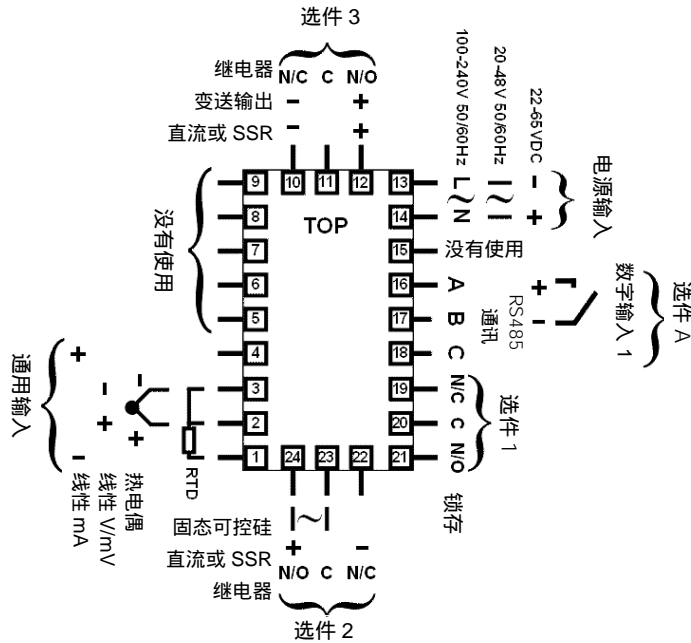 选件 3
继电器 N/C C N/O
变送输出 − +
直流或 SSR − +
100-240V 50/60Hz
20-48V 50/60Hz
22-65VDC
9 10 11 12 13 L −
8 TOP 14 N +
电源输入
没有使用
7 15 没有使用
6 16 A +
5 17 B −
RS485
通讯
数字输入 1
选件 A
4 18 C
3 19 N/C
2 20 C
1 24 23 22 21 N/O
选件 1
锁存
通用输入
+ −
− +
− +
RTD
热电偶
线性 V/mV
线性 mA
固态可控硅
直流或 SSR + −
N/O C N/C
继电器
选件 2